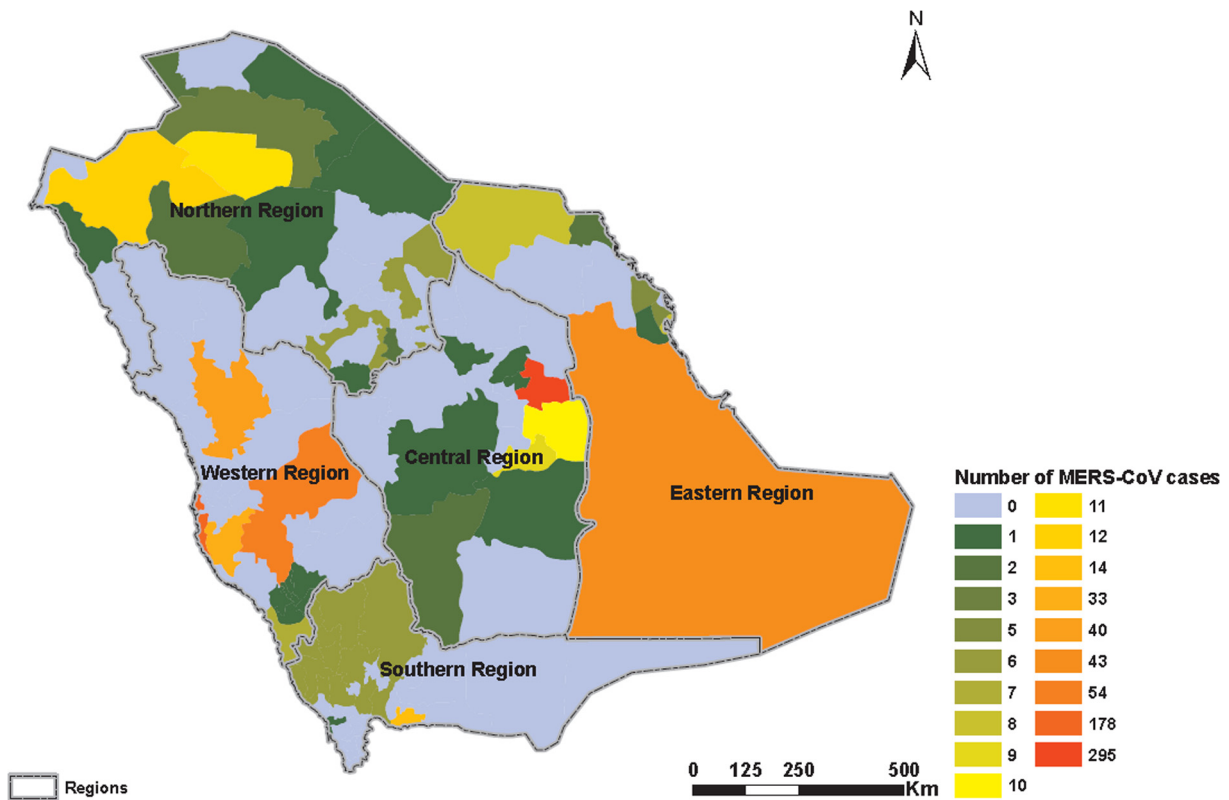 N
Northern Region
Western Region
Central Region
Eastern Region
Southern Region
Number of MERS-CoV cases
0
1
2
3
5
6
7
8
9
10
11
12
14
33
40
43
54
178
295
Regions
0 125 250 500
Km